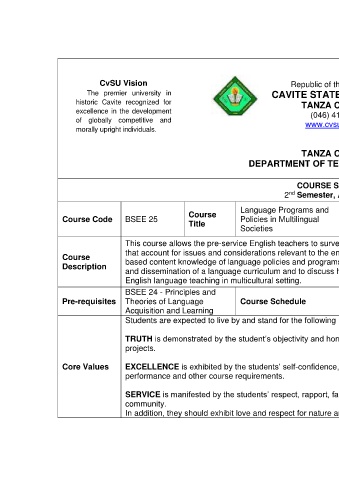 CvSU Vision
The premier university in
historic Cavite recognized for
excellence in the development
of globally competitive and
morally upright individuals.
Republic of th
CAVITE STATE
TANZA C
(046) 41
www.cvsu
TANZA C
DEPARTMENT OF TE
COURSE S
2nd Semester, A
Course Code
BSEE 25
Course
Title
Language Programs and
Policies in Multilingual
Societies
Course
Description
This course allows the pre-service English teachers to surve
that account for issues and considerations relevant to the en
based content knowledge of language policies and programs
and dissemination of a language curriculum and to discuss h
English language teaching in multicultural setting.
Pre-requisites
BSEE 24 - Principles and
Theories of Language
Acquisition and Learning
Course Schedule
Core Values
Students are expected to live by and stand for the following
TRUTH is demonstrated by the student's objectivity and hon
projects.
EXCELLENCE is exhibited by the students' self-confidence,
performance and other course requirements.
SERVICE is manifested by the students' respect, rapport, fa
community.
In addition, they should exhibit love and respect for nature a